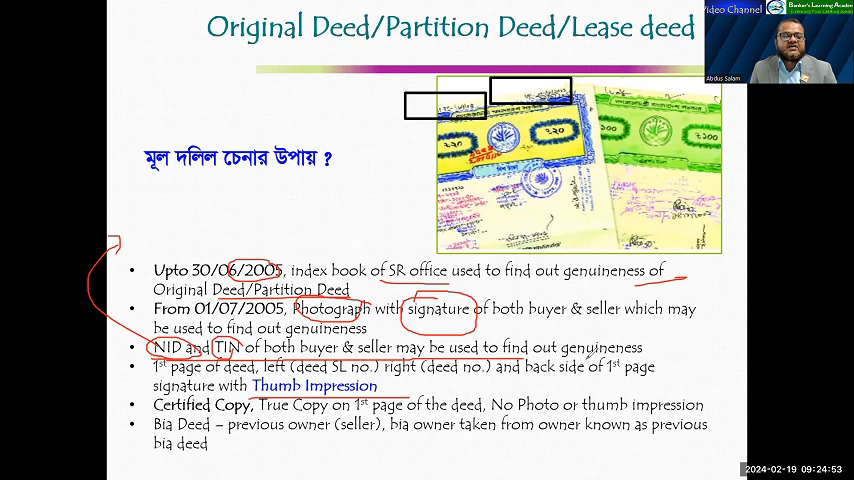 Original Deed/Partition Deed/Lease deed
Video Channel
Banker's Learning Academy
Abdus Salam
মূল দলিল চেনার উপায় ?
৳২০
৳২০
৳১০০
• Upto 30/06/2005, index book of SR office used to find out genuineness of
Original Deed/Partition Deed
• From 01/07/2005, Photograph with signature of both buyer & seller which may
be used to find out genuineness
• NID and TIN of both buyer & seller may be used to find out genuineness
• 1st page of deed, left (deed SL no.) right (deed no.) and back side of 1st page
signature with Thumb Impression
• Certified Copy, True Copy on 1st page of the deed, No Photo or thumb impression
• Bia Deed – previous owner (seller), bia owner taken from owner known as previous
bia deed
2024-02-19 09:24:53